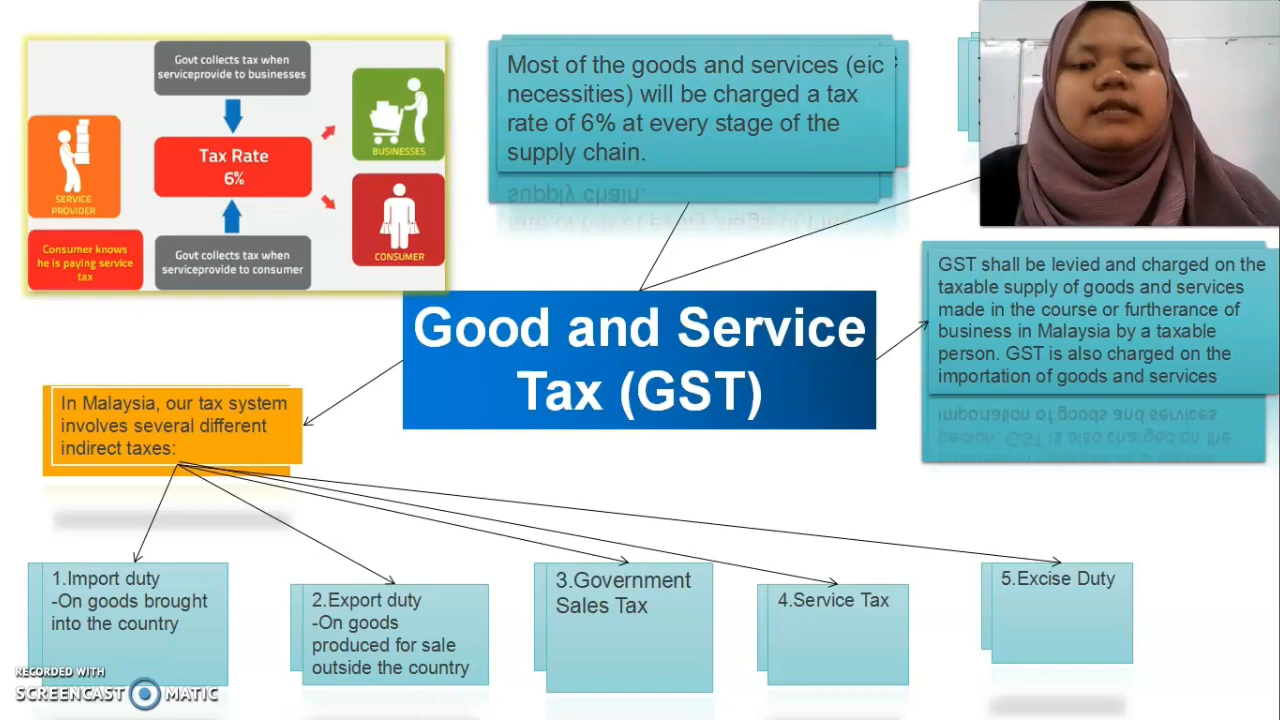 Govt collects tax when
serviceprovide to businesses
Tax Rate
6%
SERVICE
PROVIDER
BUSINESSES
CONSUMER
Consumer knows
he is paying service
tax
Govt collects tax when
serviceprovide to consumer
Most of the goods and services (eic
necessities) will be charged a tax
rate of 6% at every stage of the
supply chain.
GST shall be levied and charged on the
taxable supply of goods and services
made in the course or furtherance of
business in Malaysia by a taxable
person. GST is also charged on the
importation of goods and services
Good and Service
Tax (GST)
In Malaysia, our tax system
involves several different
indirect taxes:
1.Import duty
-On goods brought
into the country
2.Export duty
-On goods
produced for sale
outside the country
3.Government
Sales Tax
4.Service Tax
5.Excise Duty
RECORDED WITH
SCREENCAST MATIC